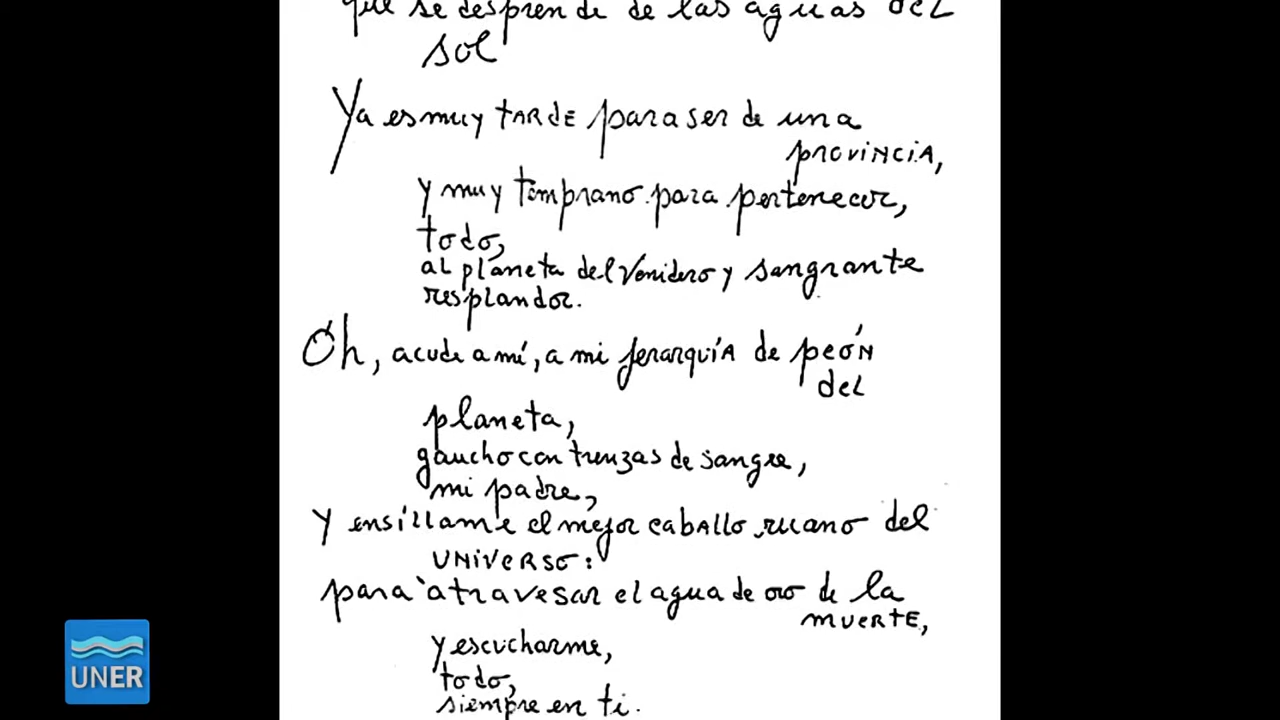 que se desprende de las aguas del
sol
Ya es muy tarde para ser de una
provincia,
y muy temprano para pertenecer,
todo,
al planeta del venidero y sangrante
resplandor.
Oh, acude a mí, a mi jerarquía de peón
del
planeta,
gaucho con trenzas de sangre,
mi padre,
Y ensíllame el mejor caballo ruano del
universo:
para atravesar el agua de oro de la
muerte,
y escucharme,
todo,
siempre en ti.
UNER